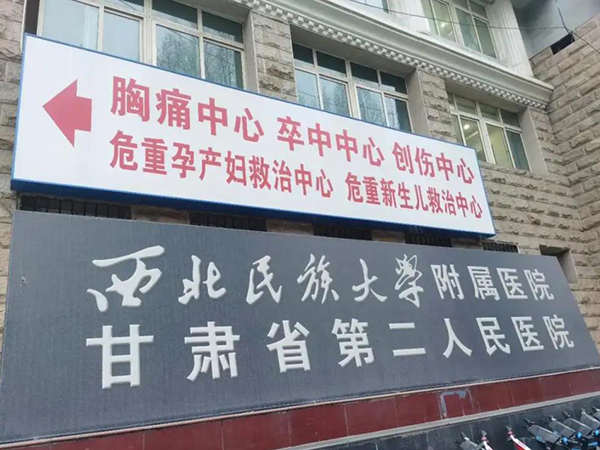 胸痛中心 卒中中心 创伤中心
危重孕产妇救治中心 危重新生儿救治中心
西北民族大学附属医院
甘肃省第二人民医院